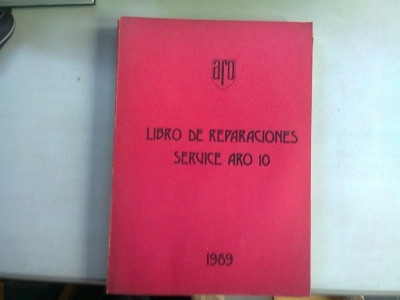 aro
LIBRO DE REPARACIONES
SERVICE ARO 10
1989